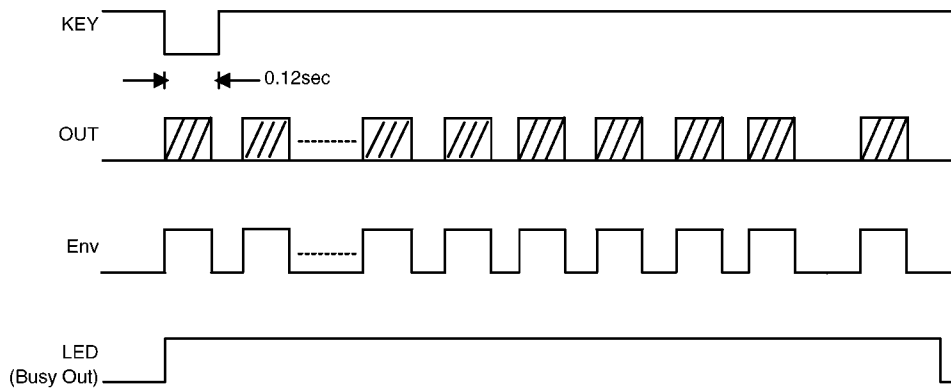 KEY
0.12sec
OUT
Env
LED
(Busy Out)